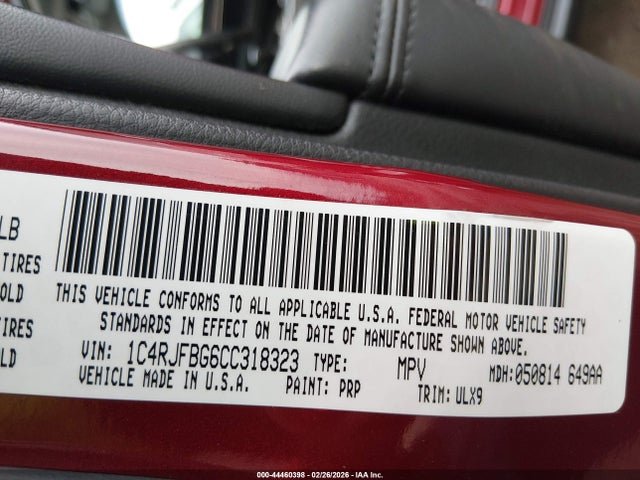 LB
TIRES
OLD
TIRES
OLD
THIS VEHICLE CONFORMS TO ALL APPLICABLE U.S.A. FEDERAL MOTOR VEHICLE SAFETY
STANDARDS IN EFFECT ON THE DATE OF MANUFACTURE SHOWN ABOVE.
VIN: 1C4RJFBG6CC318323 TYPE: MPV MDH:050814 649AA
VEHICLE MADE IN U.S.A. PAINT: PRP TRIM: ULX9
000-44460398 - 02/26/2026 - IAA Inc.